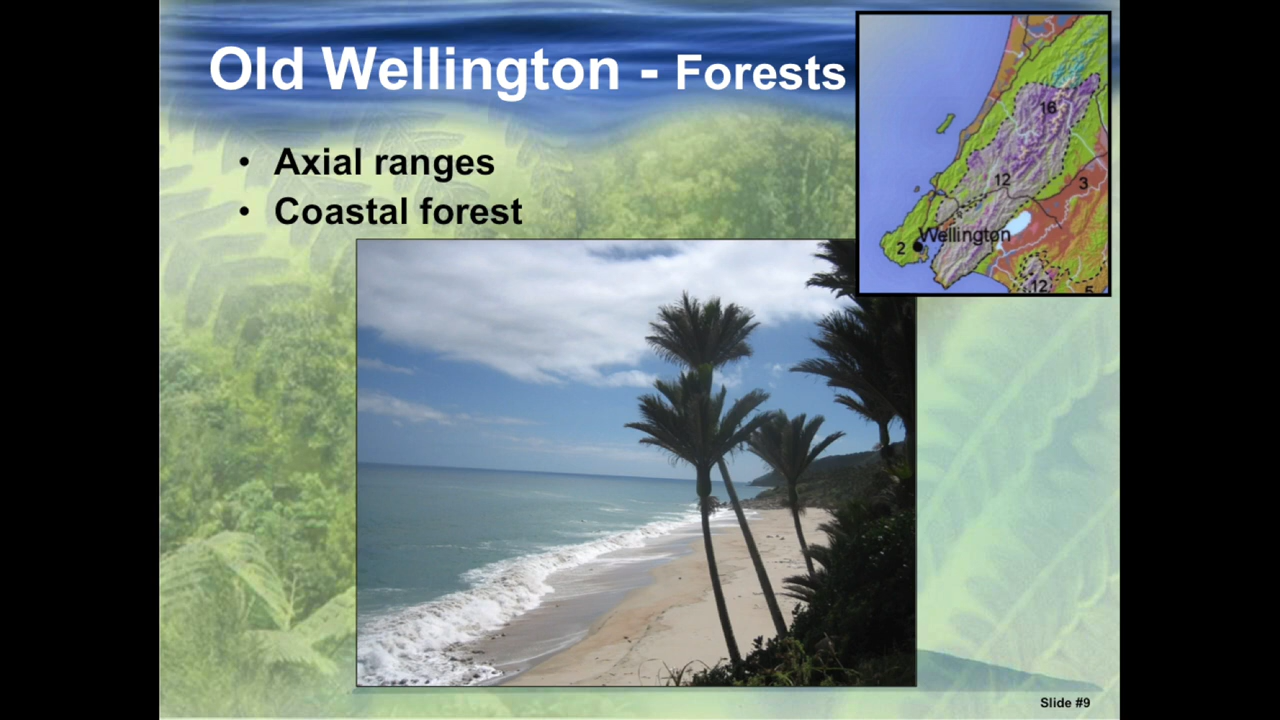 Old Wellington - Forests
• Axial ranges
• Coastal forest
16
12
3
Wellington
2
12
5
Slide #9